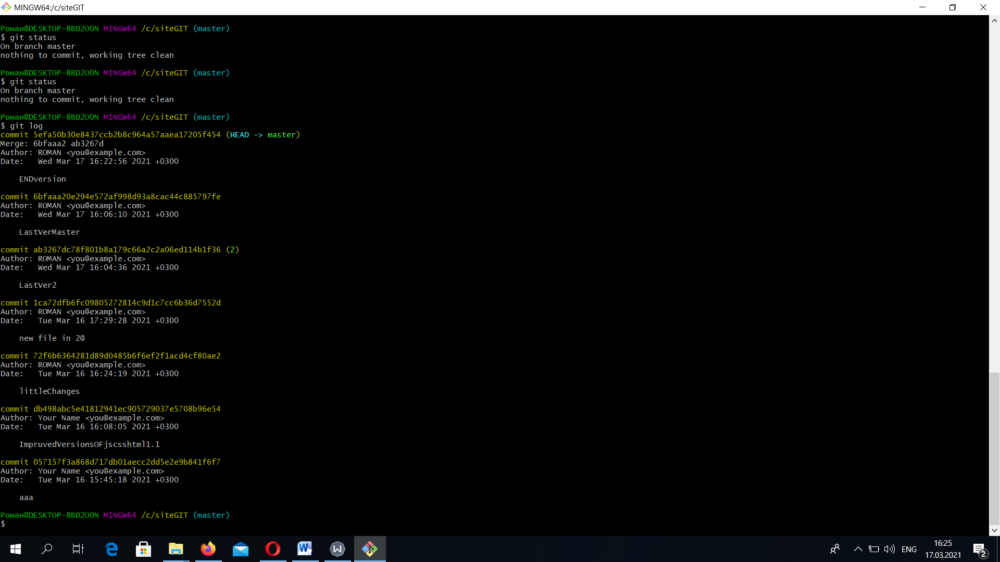 MINGW64:/c/siteGIT
Роман@DESKTOP-8BD2O0N MINGW64 /c/siteGIT (master)
$ git status
On branch master
nothing to commit, working tree clean
Роман@DESKTOP-8BD2O0N MINGW64 /c/siteGIT (master)
$ git status
On branch master
nothing to commit, working tree clean
Роман@DESKTOP-8BD2O0N MINGW64 /c/siteGIT (master)
$ git log
commit 5efa50b30e8437ccb2b8c964a57aaea17205f454 (HEAD -> master)
Merge: 6bfaaa2 ab3267d
Author: ROMAN <you@example.com>
Date:   Wed Mar 17 16:22:56 2021 +0300
ENDversion
commit 6bfaaa20e294e572af998d93a8cac44c885797fe
Author: ROMAN <you@example.com>
Date:   Wed Mar 17 16:06:10 2021 +0300
LastVerMaster
commit ab3267dc78f801b8a179c66a2c2a06ed114b1f36 (2)
Author: ROMAN <you@example.com>
Date:   Wed Mar 17 16:04:36 2021 +0300
LastVer2
commit 1ca72dfb6fc09805272814c9d1c7cc6b36d7552d
Author: ROMAN <you@example.com>
Date:   Tue Mar 16 17:29:28 2021 +0300
new file in 2@
commit 72f6b6364281d89d0485b6f6ef2f1acd4cf80ae2
Author: ROMAN <you@example.com>
Date:   Tue Mar 16 16:24:19 2021 +0300
littleChanges
commit db498abc5e41812941ec905729037e5708b96e54
Author: Your Name <you@example.com>
Date:   Tue Mar 16 16:08:05 2021 +0300
ImpruvedVersionsOFjscsshtml1.1
commit 057157f3a868d717db01aecc2dd5e2e9b841f6f7
Author: Your Name <you@example.com>
Date:   Tue Mar 16 15:45:18 2021 +0300
aaa
Роман@DESKTOP-8BD2O0N MINGW64 /c/siteGIT (master)
$
ENG
16:25
17.03.2021
2